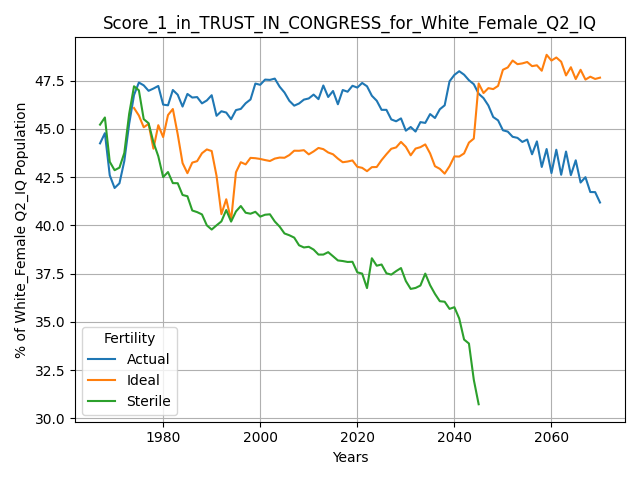 Score_1_in_TRUST_IN_CONGRESS_for_White_Female_Q2_IQ
% of White_Female Q2_IQ Population
47.5
45.0
42.5
40.0
37.5
35.0
32.5
30.0
Fertility
Actual
Ideal
Sterile
1980 2000 2020 2040 2060
Years